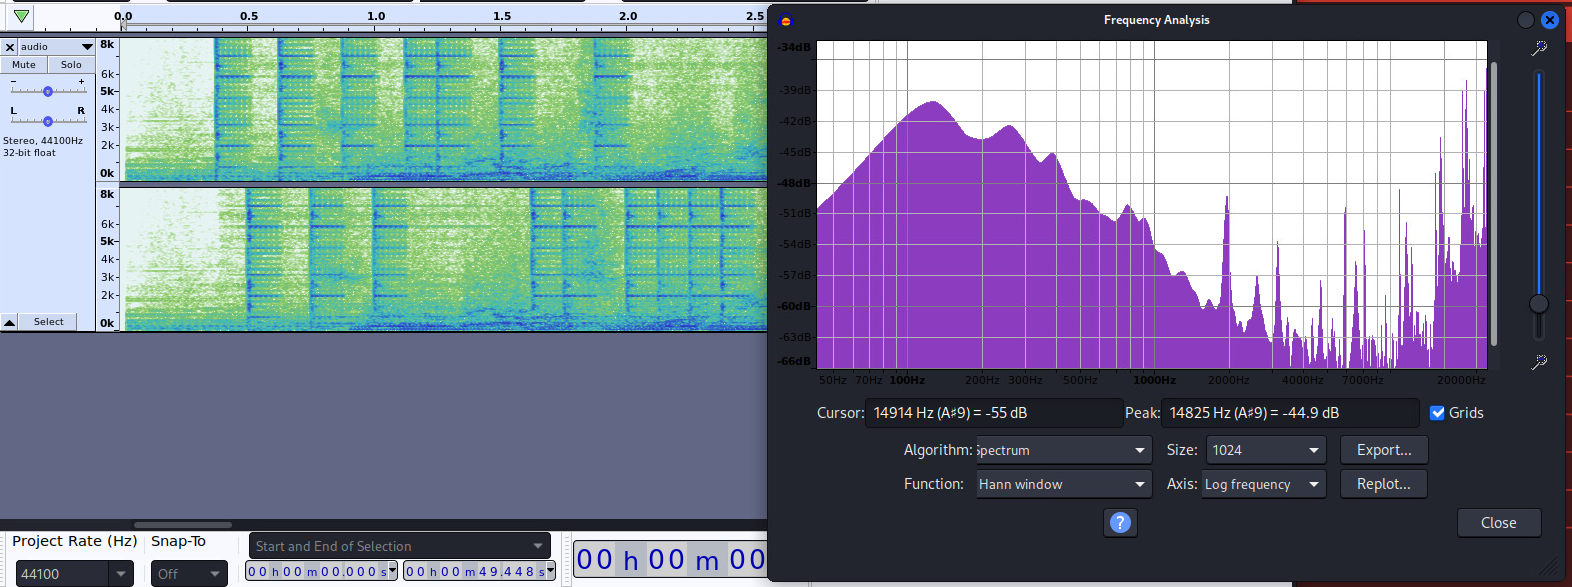 0.0 0.5 1.0 1.5 2.0 2.5
audio
Mute Solo
- +
L R
Stereo, 44100Hz
32-bit float
8k
6k
5k
4k
3k
2k
0k
8k
6k
5k
4k
3k
2k
0k
Select
Project Rate (Hz) Snap-To
Start and End of Selection
44100 Off
00 h 00 m 00.000 s
00 h 00 m 49.448 s
00 h 00 m 00
Frequency Analysis
-34dB
-39dB
-42dB
-45dB
-48dB
-51dB
-54dB
-57dB
-60dB
-63dB
-66dB
50Hz 70Hz 100Hz 200Hz 300Hz 500Hz 1000Hz 2000Hz 4000Hz 7000Hz 20000Hz
Cursor: 14914 Hz (A♯9) = -55 dB Peak: 14825 Hz (A♯9) = -44.9 dB Grids
Algorithm: Spectrum Size: 1024 Export...
Function: Hann window Axis: Log frequency Replot...
? Close